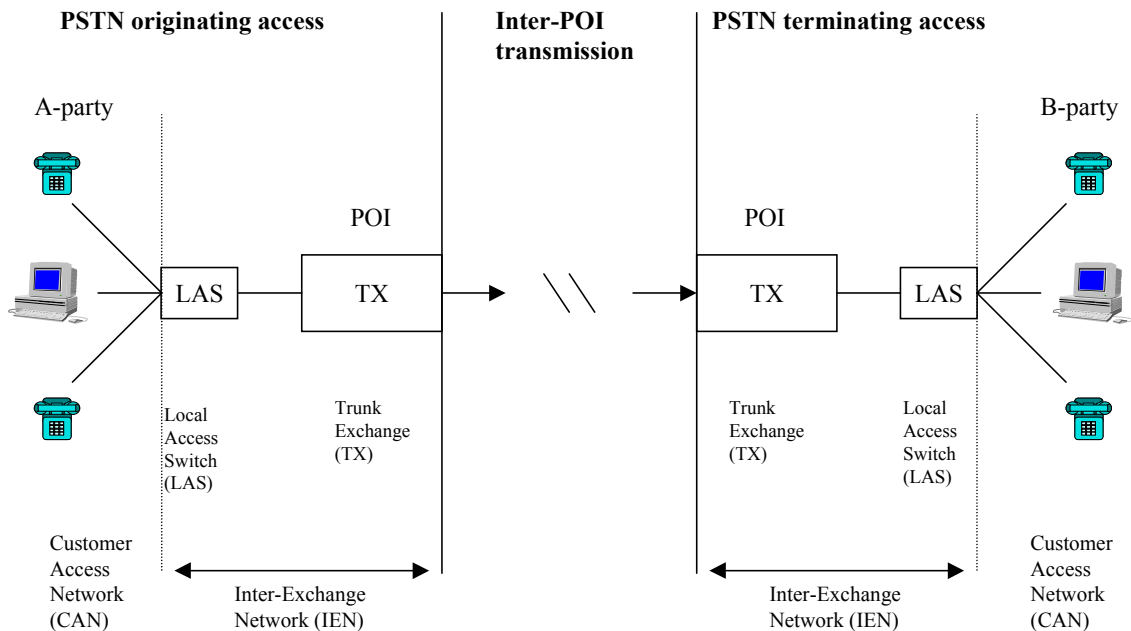 PSTN originating access
Inter-POI
transmission
PSTN terminating access
A-party
B-party
POI
POI
LAS
TX
TX
LAS
Local
Access
Switch
(LAS)
Trunk
Exchange
(TX)
Trunk
Exchange
(TX)
Local
Access
Switch
(LAS)
Customer
Access
Network
(CAN)
Inter-Exchange
Network (IEN)
Inter-Exchange
Network (IEN)
Customer
Access
Network
(CAN)